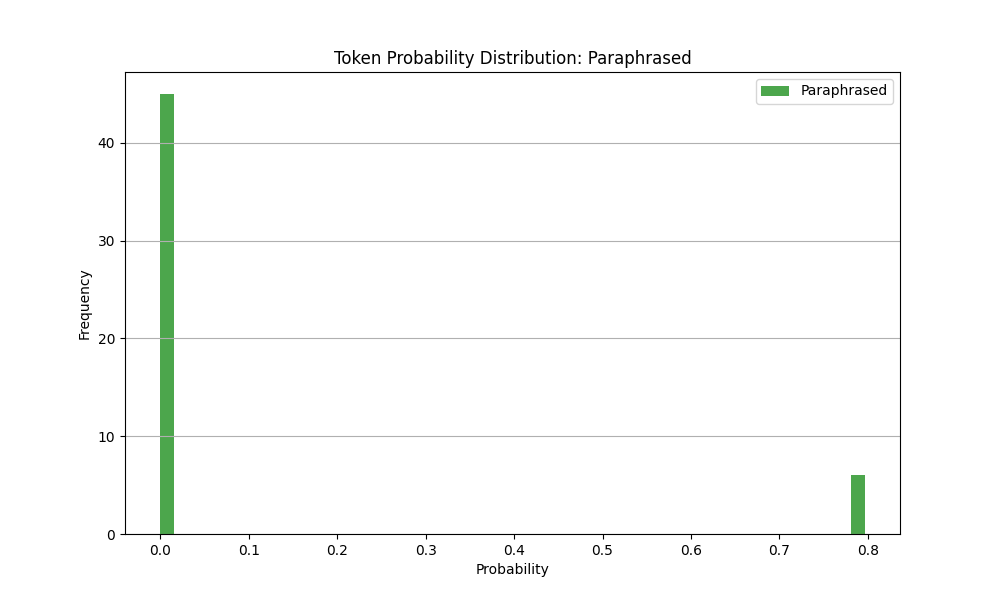 Token Probability Distribution: Paraphrased
Paraphrased
40
30
20
10
0
Frequency
0.0 0.1 0.2 0.3 0.4 0.5 0.6 0.7 0.8
Probability